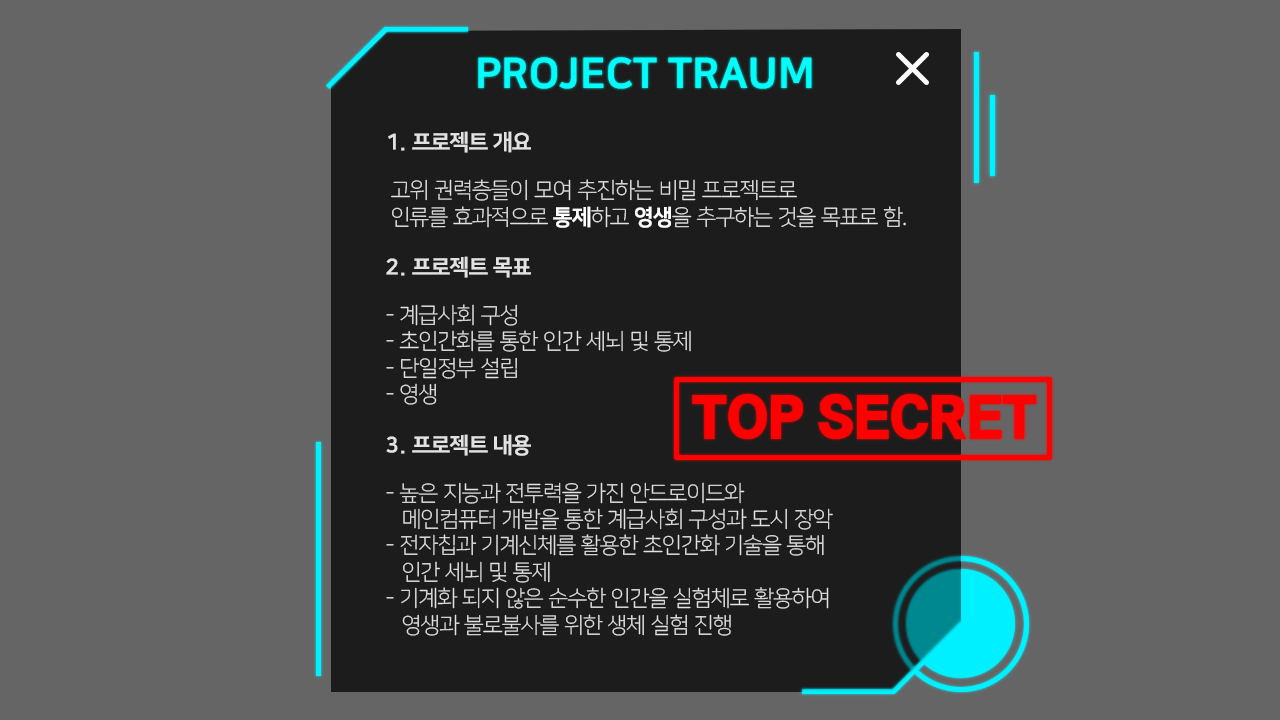 PROJECT TRAUM
1. 프로젝트 개요
고위 권력층들이 모여 추진하는 비밀 프로젝트로
인류를 효과적으로 통제하고 영생을 추구하는 것을 목표로 함.
2. 프로젝트 목표
- 계급사회 구성
- 초인간화를 통한 인간 세뇌 및 통제
- 단일정부 설립
- 영생
TOP SECRET
3. 프로젝트 내용
- 높은 지능과 전투력을 가진 안드로이드와
메인컴퓨터 개발을 통한 계급사회 구성과 도시 장악
- 전자칩과 기계신체를 활용한 초인간화 기술을 통해
인간 세뇌 및 통제
- 기계화 되지 않은 순수한 인간을 실험체로 활용하여
영생과 불로불사를 위한 생체 실험 진행